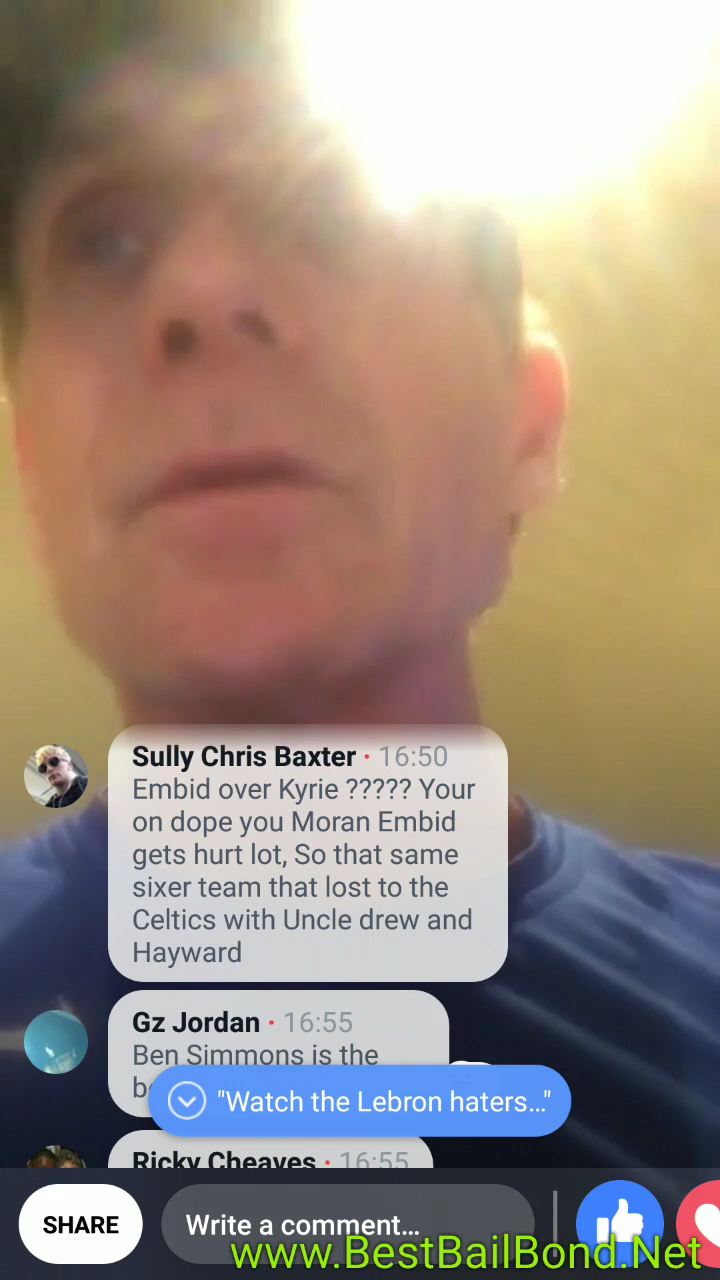 Sully Chris Baxter · 16:50
Embid over Kyrie ????? Your
on dope you Moran Embid
gets hurt lot, So that same
sixer team that lost to the
Celtics with Uncle drew and
Hayward
Gz Jordan · 16:55
Ben Simmons is the
"Watch the Lebron haters..."
Ricky Cheaves · 16:55
SHARE
Write a comment...
www.BestBailBond.Net